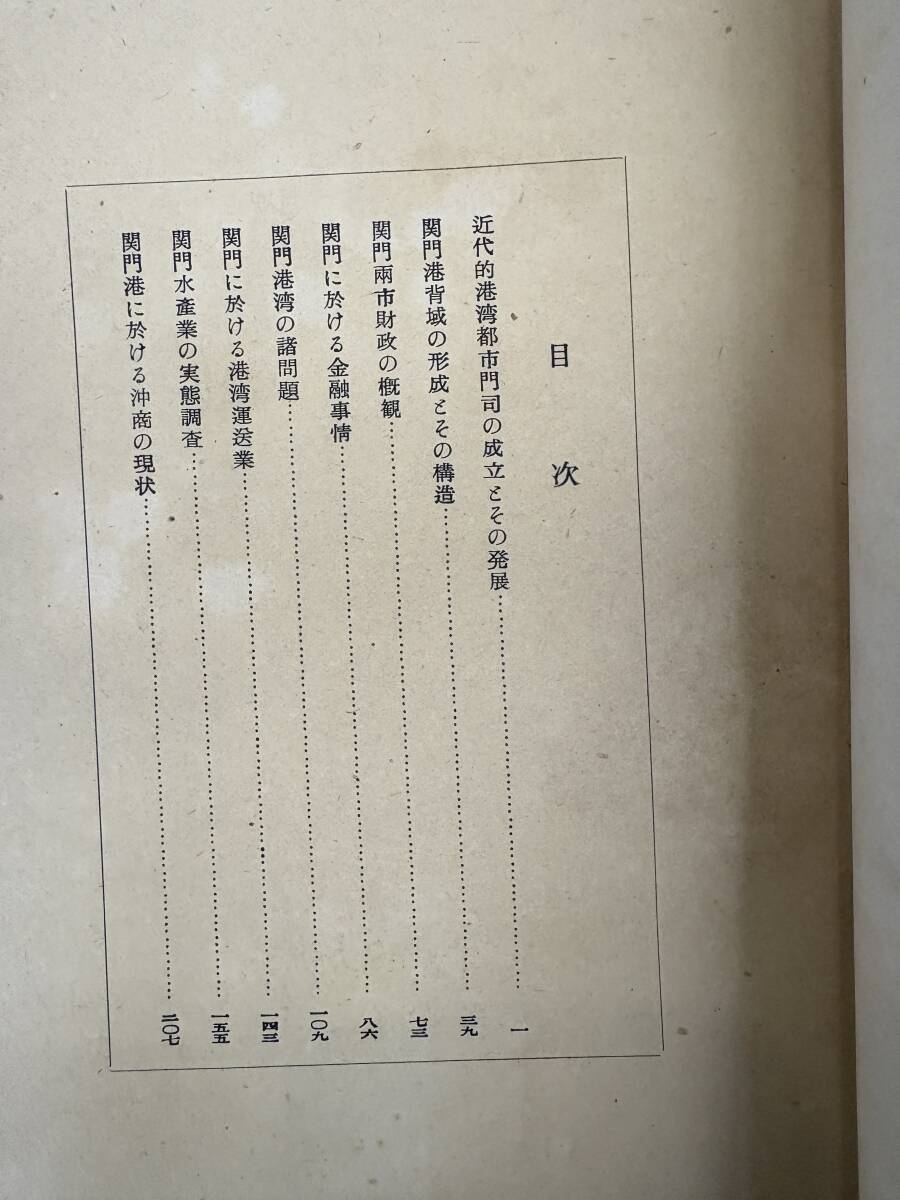 目次
近代的港湾都市門司の成立とその発展……一
関門港背域の形成とその構造……三九
関門兩市財政の概観……七三
関門に於ける金融事情……八六
関門港湾の諸問題……一〇九
関門に於ける港湾運送業……一四三
関門水產業の実態調査……一五五
関門港に於ける沖商の現状……二〇七